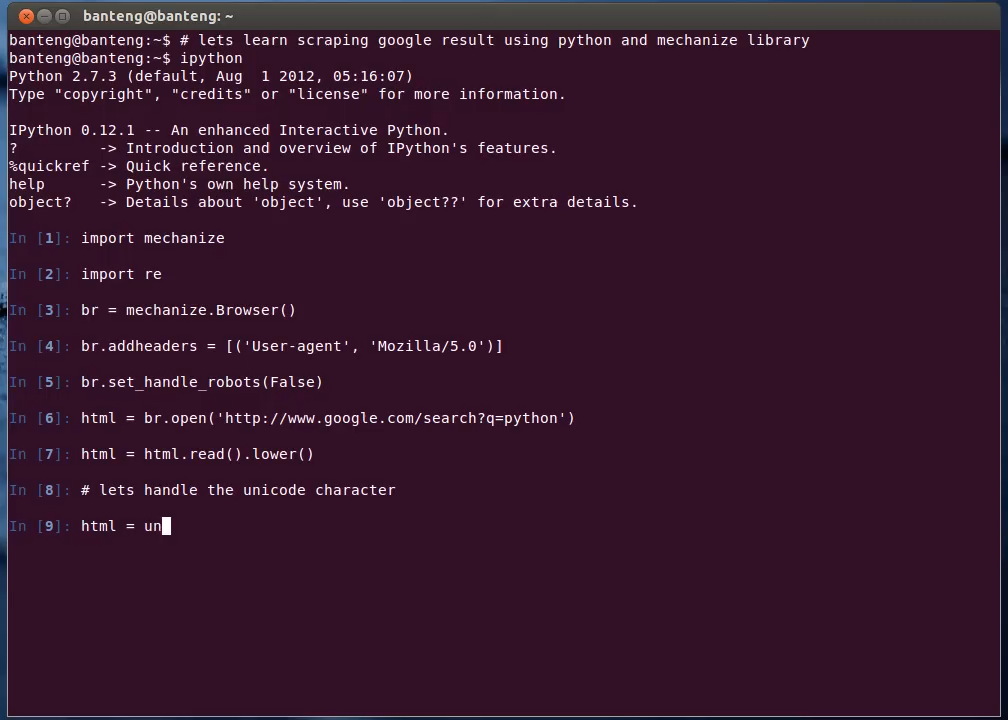 banteng@banteng: ~
banteng@banteng:~$ # lets learn scraping google result using python and mechanize library
banteng@banteng:~$ ipython
Python 2.7.3 (default, Aug  1 2012, 05:16:07)
Type "copyright", "credits" or "license" for more information.
IPython 0.12.1 -- An enhanced Interactive Python.
?         -> Introduction and overview of IPython's features.
%quickref -> Quick reference.
help      -> Python's own help system.
object?   -> Details about 'object', use 'object??' for extra details.
In [1]: import mechanize
In [2]: import re
In [3]: br = mechanize.Browser()
In [4]: br.addheaders = [('User-agent', 'Mozilla/5.0')]
In [5]: br.set_handle_robots(False)
In [6]: html = br.open('http://www.google.com/search?q=python')
In [7]: html = html.read().lower()
In [8]: # lets handle the unicode character
In [9]: html = un